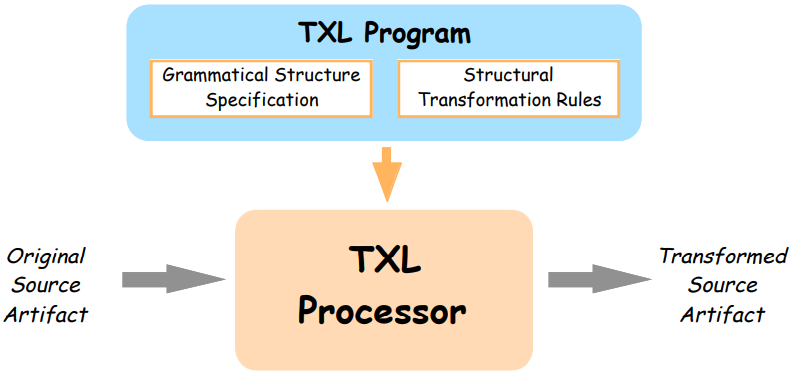 TXL Program
Grammatical Structure
Specification
Structural
Transformation Rules
Original
Source
Artifact
TXL
Processor
Transformed
Source
Artifact